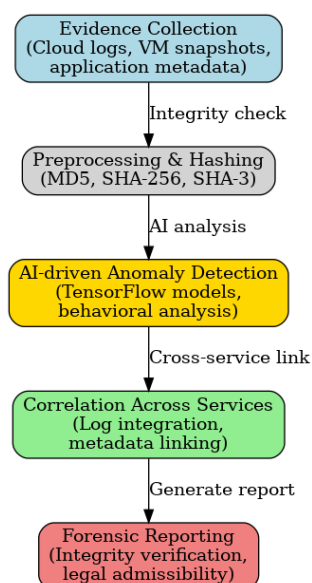 Evidence Collection
(Cloud logs, VM snapshots,
application metadata)
Integrity check
Preprocessing & Hashing
(MD5, SHA-256, SHA-3)
AI analysis
AI-driven Anomaly Detection
(TensorFlow models,
behavioral analysis)
Cross-service link
Correlation Across Services
(Log integration,
metadata linking)
Generate report
Forensic Reporting
(Integrity verification,
legal admissibility)